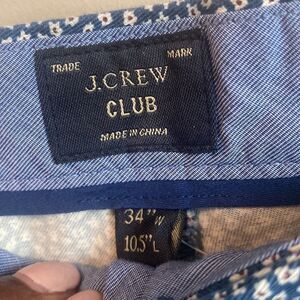 TRADE MARK
J.CREW
CLUB
MADE IN CHINA
34" W
10.5" L